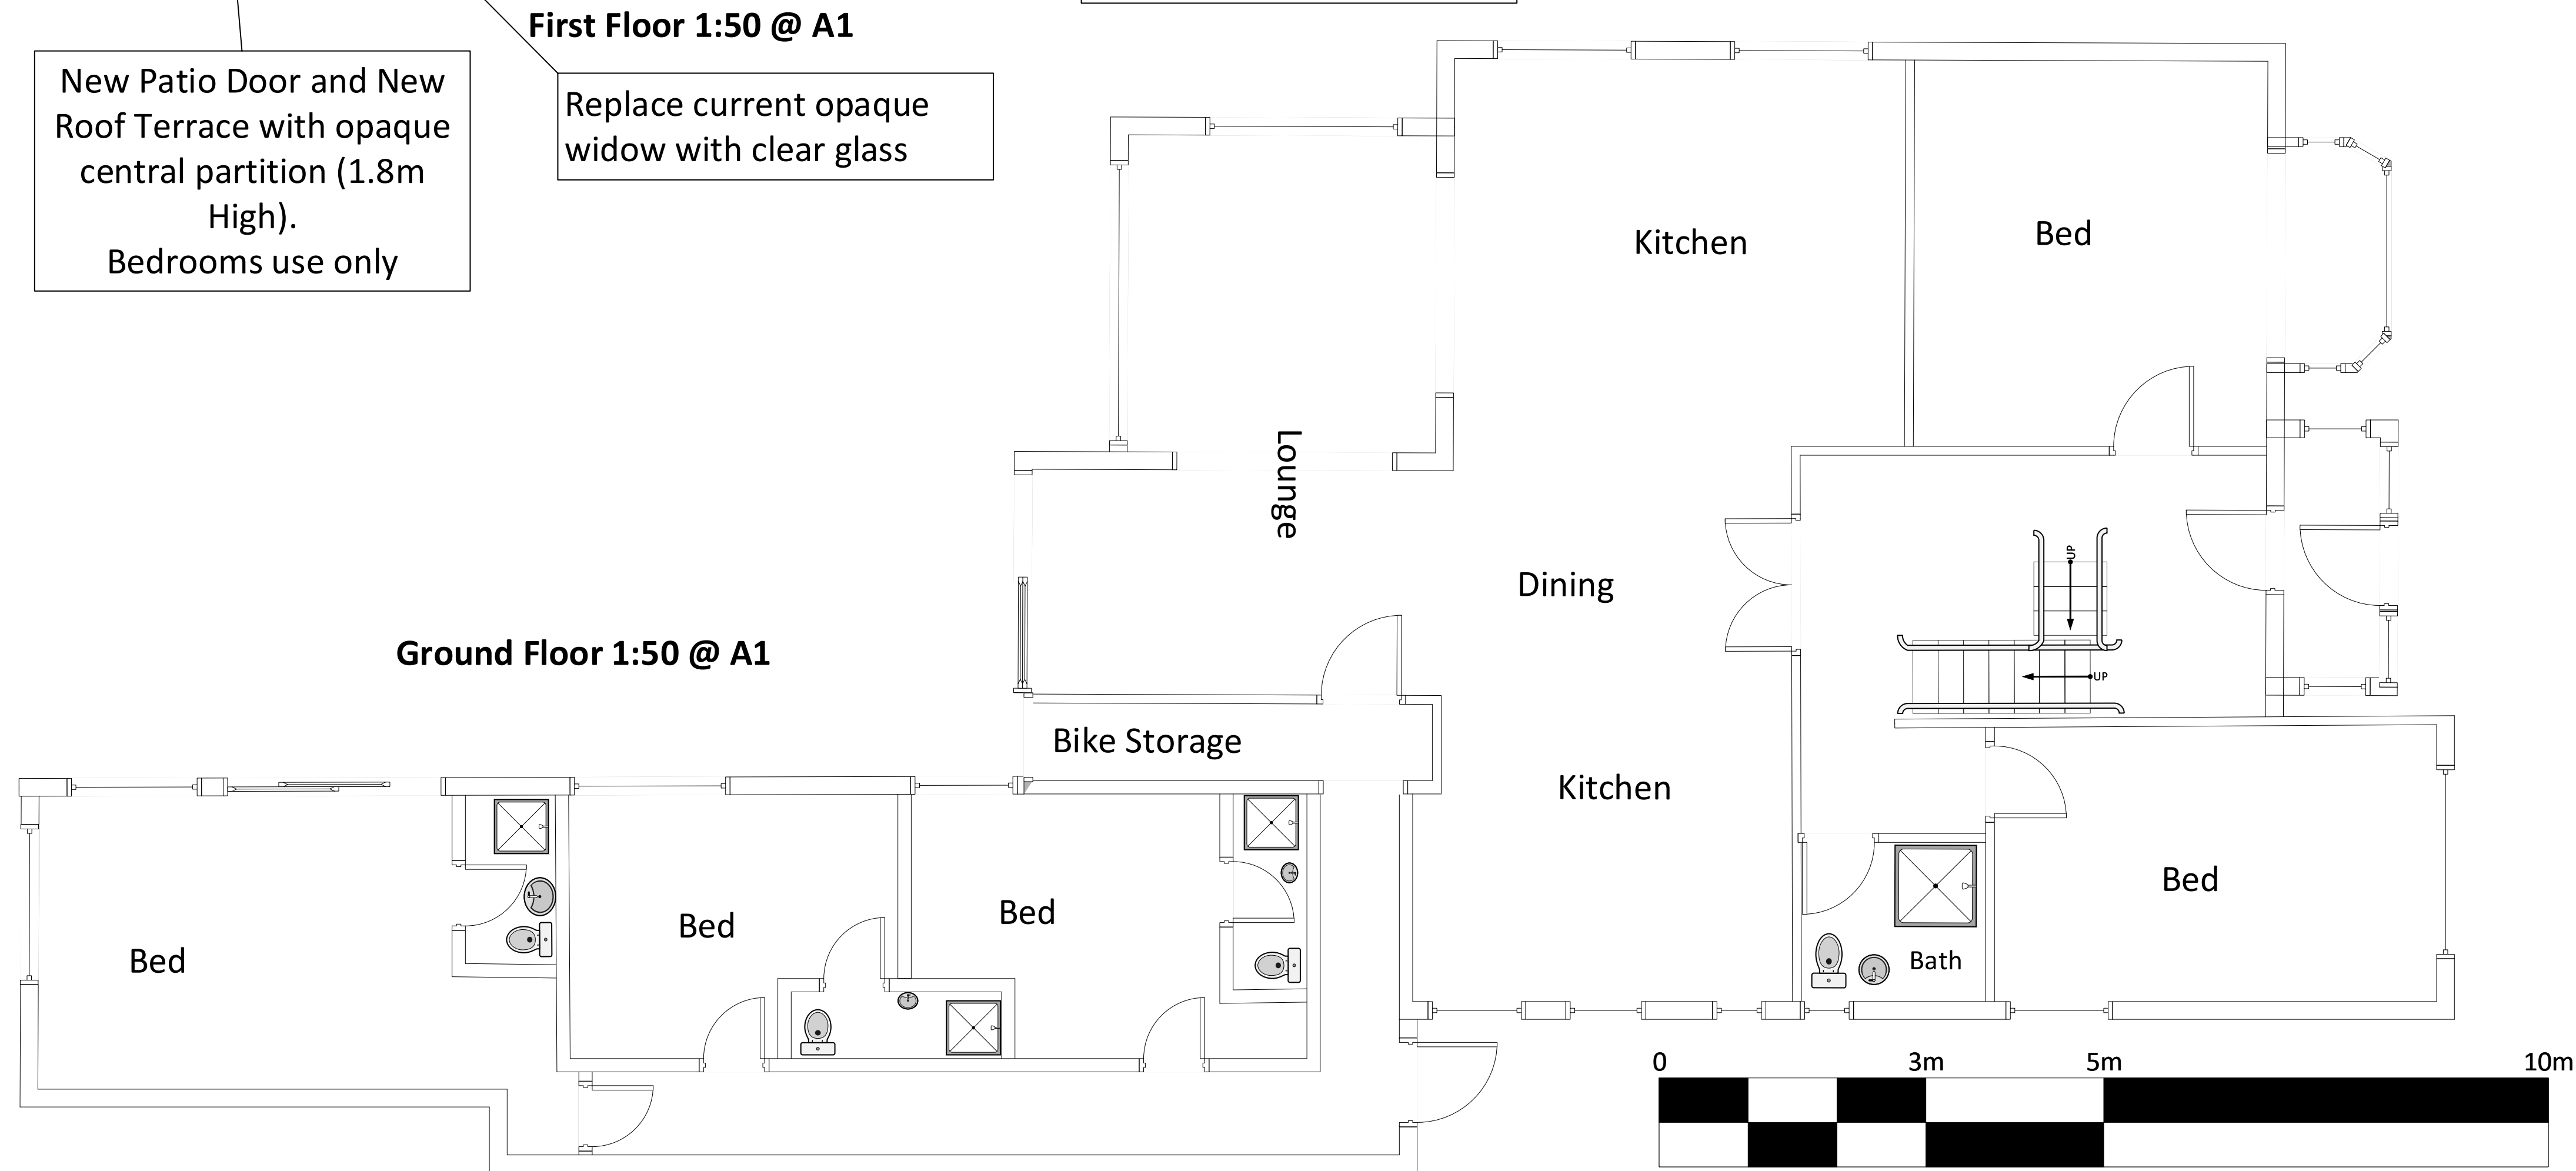 First Floor 1:50 @ A1
New Patio Door and New
Roof Terrace with opaque
central partition (1.8m
High).
Bedrooms use only
Replace current opaque
widow with clear glass
Kitchen
Bed
Lounge
Dining
UP
UP
Ground Floor 1:50 @ A1
Bike Storage
Kitchen
Bed
Bed
Bed
Bed
Bath
0 3m 5m 10m